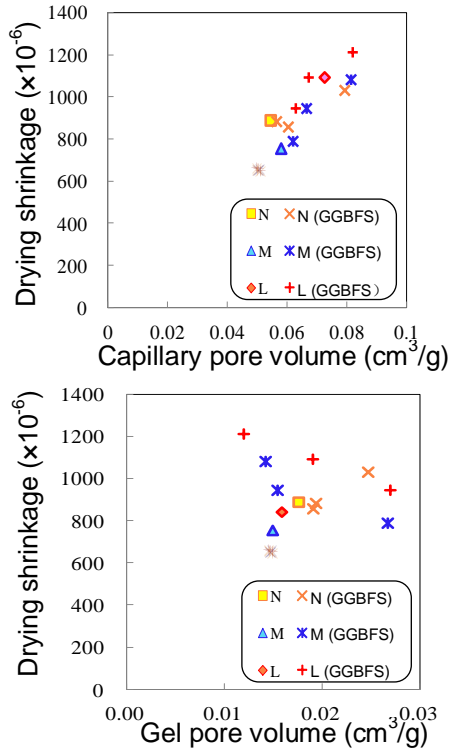 1400
1200
1000
800
600
400
200
0
Drying shrinkage (×10-6)
N N (GGBFS)
M M (GGBFS)
L L (GGBFS)
0 0.02 0.04 0.06 0.08 0.1
Capillary pore volume (cm3/g)
1400
1200
1000
800
600
400
200
0
Drying shrinkage (×10-6)
N N (GGBFS)
M M (GGBFS)
L L (GGBFS)
0.00 0.01 0.02 0.03
Gel pore volume (cm3/g)